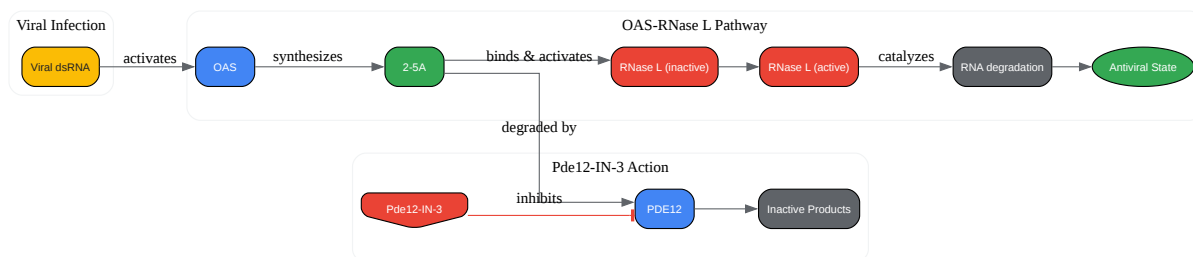 Viral Infection
OAS-RNase L Pathway
Viral dsRNA
activates
OAS
synthesizes
2-5A
binds & activates
RNase L (inactive)
RNase L (active)
catalyzes
RNA degradation
Antiviral State
degraded by
Pde12-IN-3 Action
Pde12-IN-3
inhibits
PDE12
Inactive Products